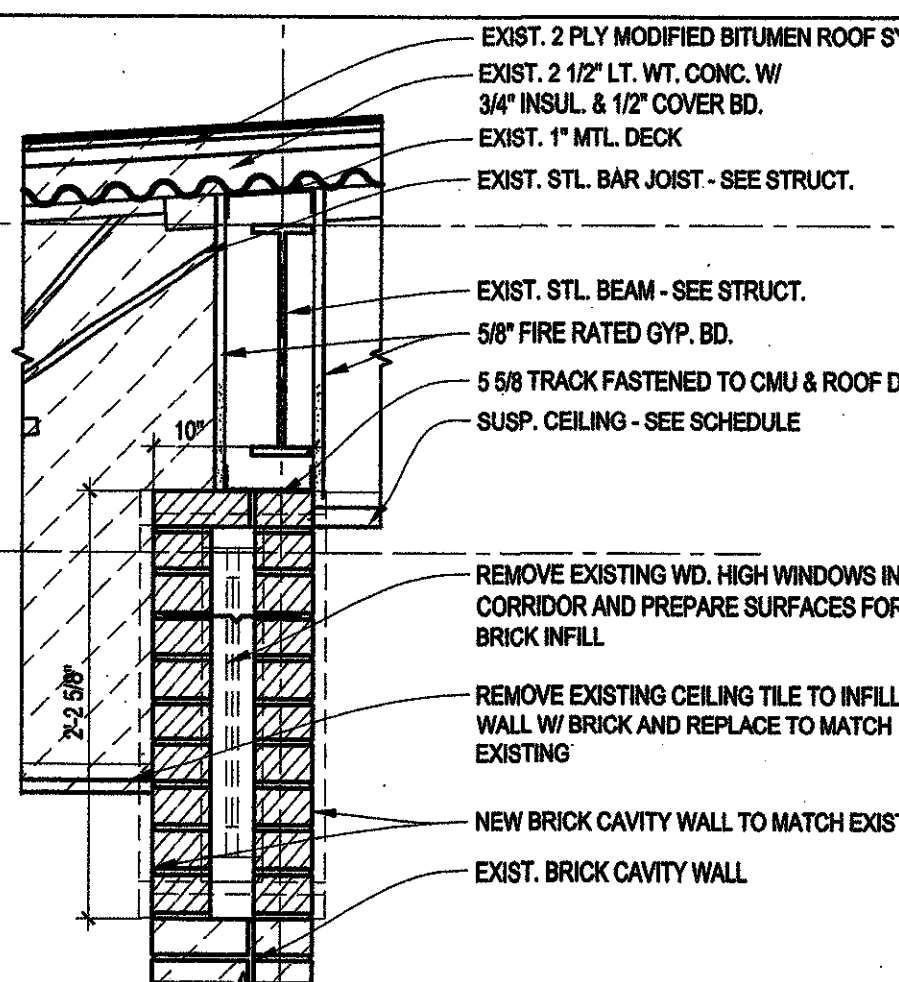 EXIST. 2 PLY MODIFIED BITUMEN ROOF
EXIST. 2 1/2" LT. WT. CONC. W/
3/4" INSUL. & 1/2" COVER BD.
EXIST. 1" MTL. DECK
EXIST. STL. BAR JOIST - SEE STRUCT.
EXIST. STL. BEAM - SEE STRUCT.
5/8" FIRE RATED GYP. BD.
5 5/8 TRACK FASTENED TO CMU & ROOF
SUSP. CEILING - SEE SCHEDULE
10"
REMOVE EXISTING WD. HIGH WINDOWS IN
CORRIDOR AND PREPARE SURFACES FOR
BRICK INFILL
2'-2 5/8"
REMOVE EXISTING CEILING TILE TO INFILL
WALL W/ BRICK AND REPLACE TO MATCH
EXISTING
NEW BRICK CAVITY WALL TO MATCH EXIST
EXIST. BRICK CAVITY WALL